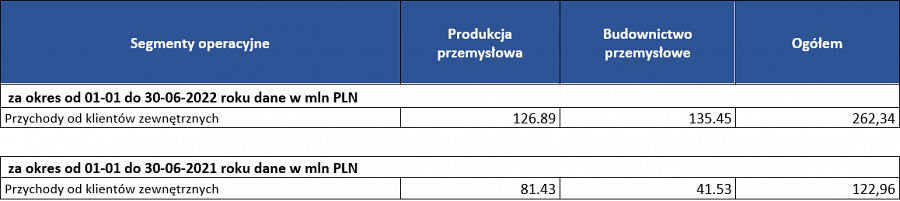 Segmenty operacyjne Produkcja przemysłowa Budownictwo przemysłowe Ogółem
za okres od 01-01 do 30-06-2022 roku dane w mln PLN
Przychody od klientów zewnętrznych 126.89 135.45 262,34
za okres od 01-01 do 30-06-2021 roku dane w mln PLN
Przychody od klientów zewnętrznych 81.43 41.53 122,96